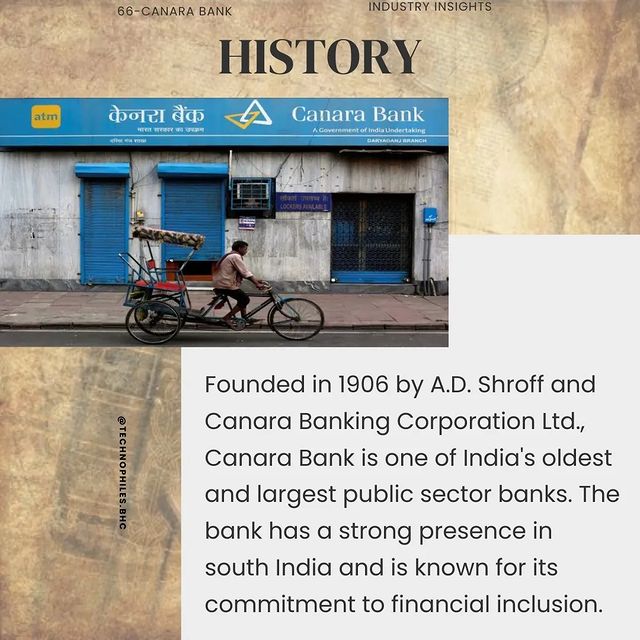 66-CANARA BANK
INDUSTRY INSIGHTS
HISTORY
atm
केनरा बैंक
Canara Bank
भारत सरकार का उपक्रम
A Government of India Undertaking
DARYAGANJ BRANCH
LOCKERS AVAILABLE
Founded in 1906 by A.D. Shroff and
Canara Banking Corporation Ltd.,
Canara Bank is one of India's oldest
and largest public sector banks. The
bank has a strong presence in
south India and is known for its
commitment to financial inclusion.
@TECHNOPHILES.BHC